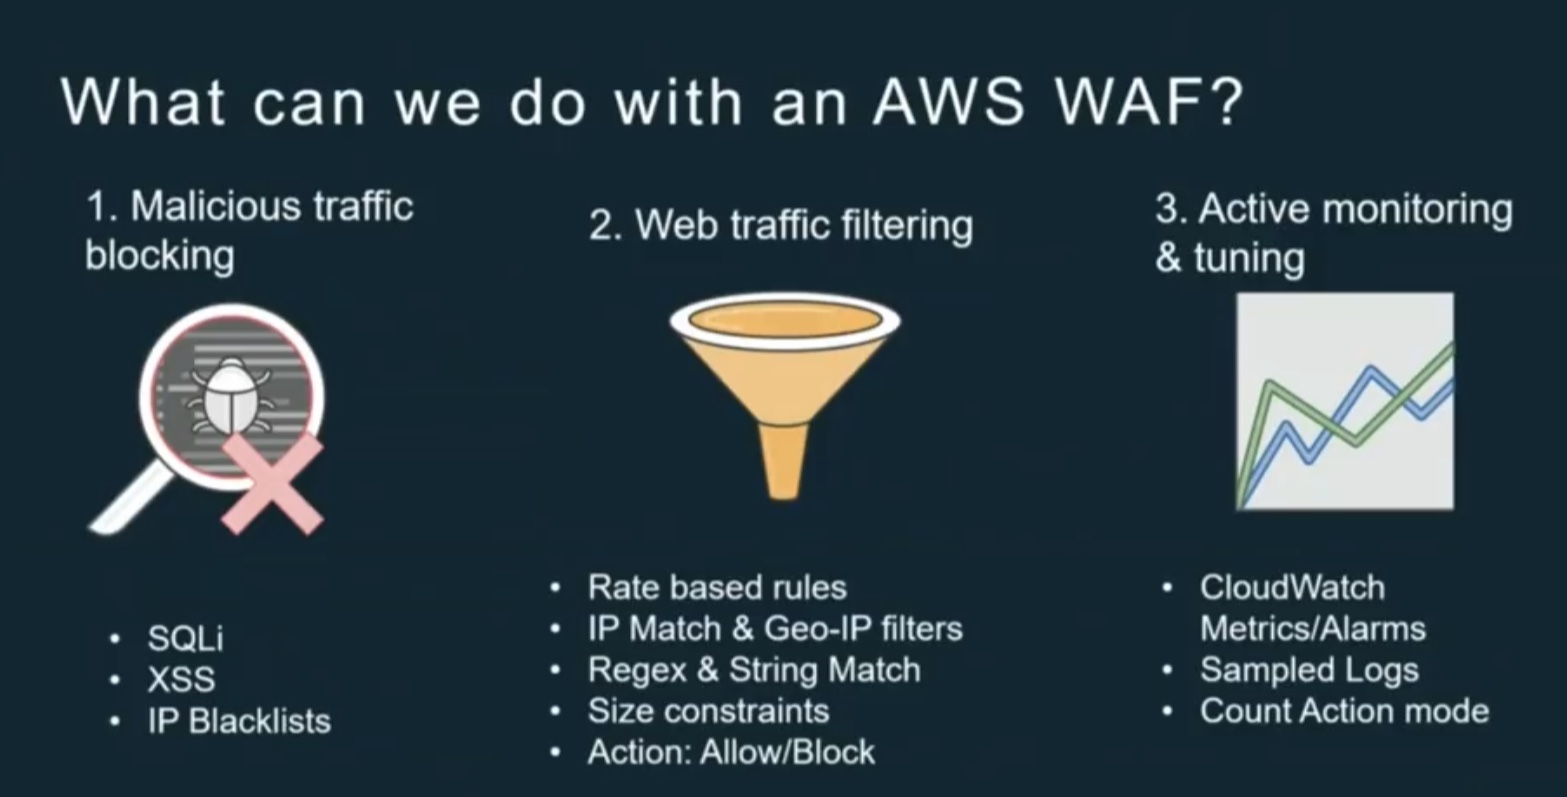 What can we do with an AWS WAF?
1. Malicious traffic
blocking
• SQLi
• XSS
• IP Blacklists
2. Web traffic filtering
• Rate based rules
• IP Match & Geo-IP filters
• Regex & String Match
• Size constraints
• Action: Allow/Block
3. Active monitoring
& tuning
• CloudWatch
Metrics/Alarms
• Sampled Logs
• Count Action mode